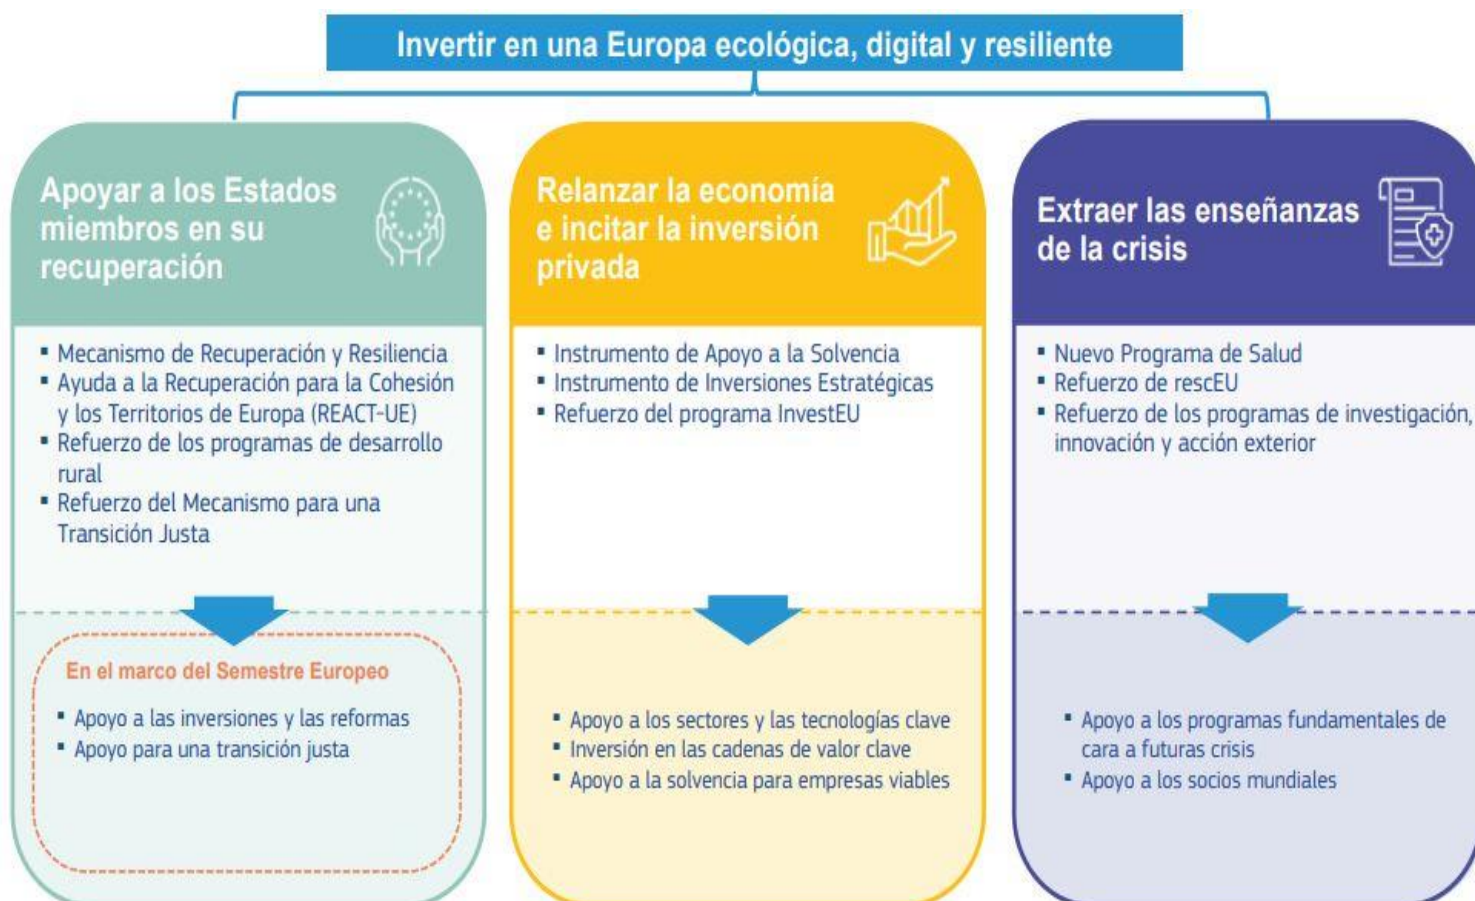 Invertir en una Europa ecológica, digital y resiliente
Apoyar a los Estados
miembros en su
recuperación
▪ Mecanismo de Recuperación y Resiliencia
▪ Ayuda a la Recuperación para la Cohesión
y los Territorios de Europa (REACT-UE)
▪ Refuerzo de los programas de desarrollo
rural
▪ Refuerzo del Mecanismo para una
Transición Justa
En el marco del Semestre Europeo
▪ Apoyo a las inversiones y las reformas
▪ Apoyo para una transición justa
Relanzar la economía
e incitar la inversión
privada
▪ Instrumento de Apoyo a la Solvencia
▪ Instrumento de Inversiones Estratégicas
▪ Refuerzo del programa InvestEU
▪ Apoyo a los sectores y las tecnologías clave
▪ Inversión en las cadenas de valor clave
▪ Apoyo a la solvencia para empresas viables
Extraer las enseñanzas
de la crisis
▪ Nuevo Programa de Salud
▪ Refuerzo de rescEU
▪ Refuerzo de los programas de investigación,
innovación y acción exterior
▪ Apoyo a los programas fundamentales de
cara a futuras crisis
▪ Apoyo a los socios mundiales